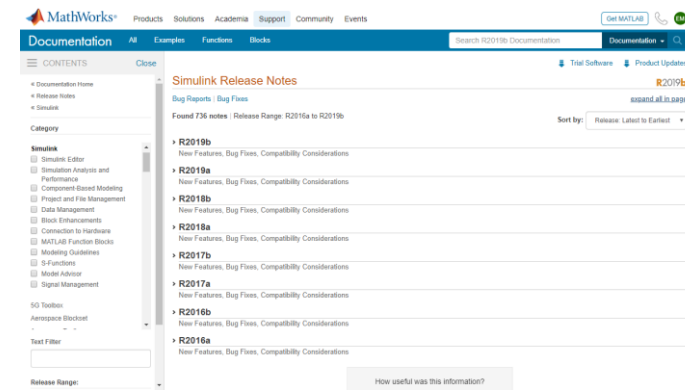 MathWorks®
Products Solutions Academia Support Community Events
Get MATLAB
EM
Documentation All Examples Functions Blocks
Search R2019b Documentation
Documentation
CONTENTS Close
Trial Software Product Updates
« Documentation Home
« Release Notes
« Simulink
Category
Simulink
Simulink Editor
Simulation Analysis and
Performance
Component-Based Modeling
Project and File Management
Data Management
Block Enhancements
Connection to Hardware
MATLAB Function Blocks
Modeling Guidelines
S-Functions
Model Advisor
Signal Management
5G Toolbox
Aerospace Blockset
Text Filter
Release Range:
Simulink Release Notes
R2019b
Bug Reports | Bug Fixes
expand all in page
Found 736 notes | Release Range: R2016a to R2019b
Sort by: Release: Latest to Earliest
R2019b
New Features, Bug Fixes, Compatibility Considerations
R2019a
New Features, Bug Fixes, Compatibility Considerations
R2018b
New Features, Bug Fixes, Compatibility Considerations
R2018a
New Features, Bug Fixes, Compatibility Considerations
R2017b
New Features, Bug Fixes, Compatibility Considerations
R2017a
New Features, Bug Fixes, Compatibility Considerations
R2016b
New Features, Bug Fixes, Compatibility Considerations
R2016a
New Features, Bug Fixes, Compatibility Considerations
How useful was this information?